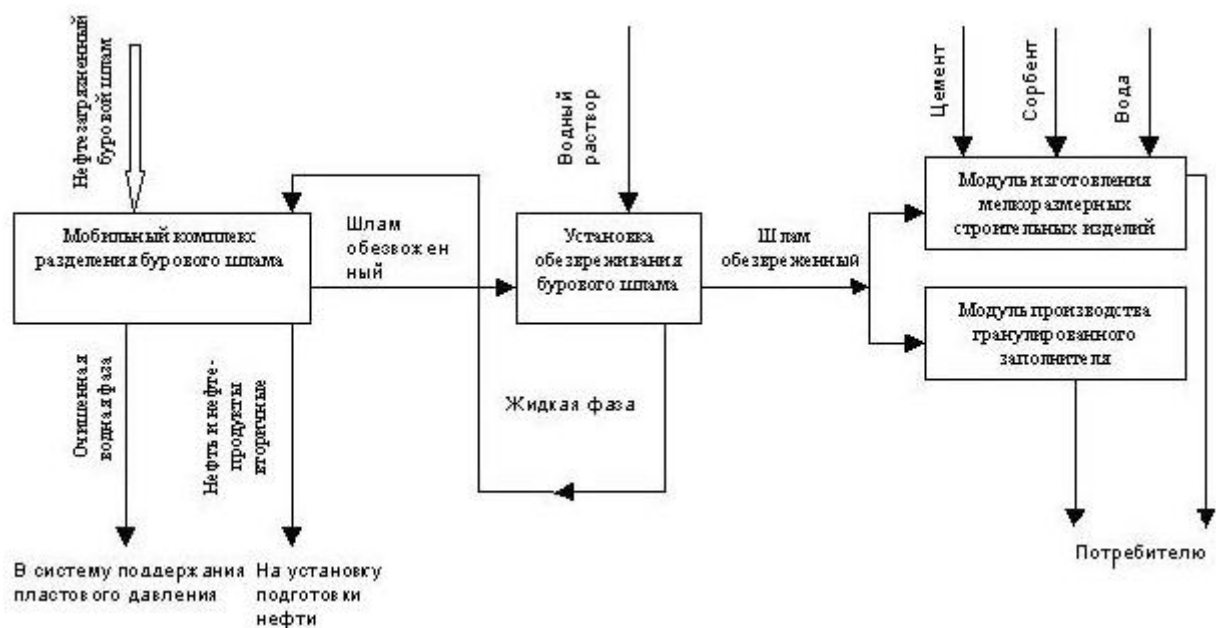 Нефтезагрязненный
буровой шлам
Водный
раствор
Цемент
Сорбент
Вода
Мобильный комплекс
разделения бурового шлама
Шлам
обезвожен
ный
Установка
обезвреживания
бурового шлама
Шлам
обезвреженный
Модуль изготовления
мелкоразмерных
строительных изделий
Модуль производства
гранулированного
заполнителя
Очищенная
водная фаза
Нефть и нефте-
продукты
вторичные
Жидкая фаза
В систему поддержания
пластового давления
На установку
подготовки
нефти
Потребителю